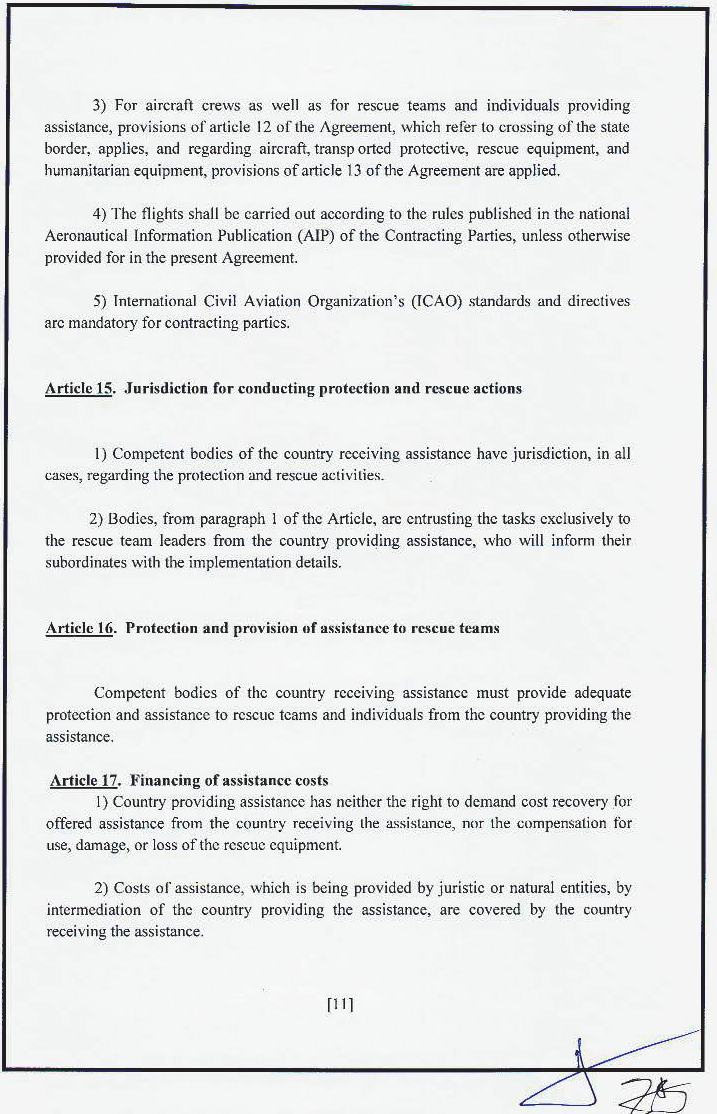 3) For aircraft crews as well as for rescue teams and individuals providing
assistance, provisions of article 12 of the Agreement, which refer to crossing of the state
border, applies, and regarding aircraft, transp orted protective, rescue equipment, and
humanitarian equipment, provisions of article 13 of the Agreement are applied.
4) The flights shall be carried out according to the rules published in the national
Aeronautical Information Publication (AIP) of the Contracting Parties, unless otherwise
provided for in the present Agreement.
5) International Civil Aviation Organization's (ICAO) standards and directives
are mandatory for contracting parties.
Article 15. Jurisdiction for conducting protection and rescue actions
1) Competent bodies of the country receiving assistance have jurisdiction, in all
cases, regarding the protection and rescue activities.
2) Bodies, from paragraph 1 of the Article, are entrusting the tasks exclusively to
the rescue team leaders from the country providing assistance, who will inform their
subordinates with the implementation details.
Article 16. Protection and provision of assistance to rescue teams
Competent bodies of the country receiving assistance must provide adequate
protection and assistance to rescue teams and individuals from the country providing the
assistance.
Article 17. Financing of assistance costs
1) Country providing assistance has neither the right to demand cost recovery for
offered assistance from the country receiving the assistance, nor the compensation for
use, damage, or loss of the rescue equipment.
2) Costs of assistance, which is being provided by juristic or natural entities, by
intermediation of the country providing the assistance, are covered by the country
receiving the assistance.
[11]